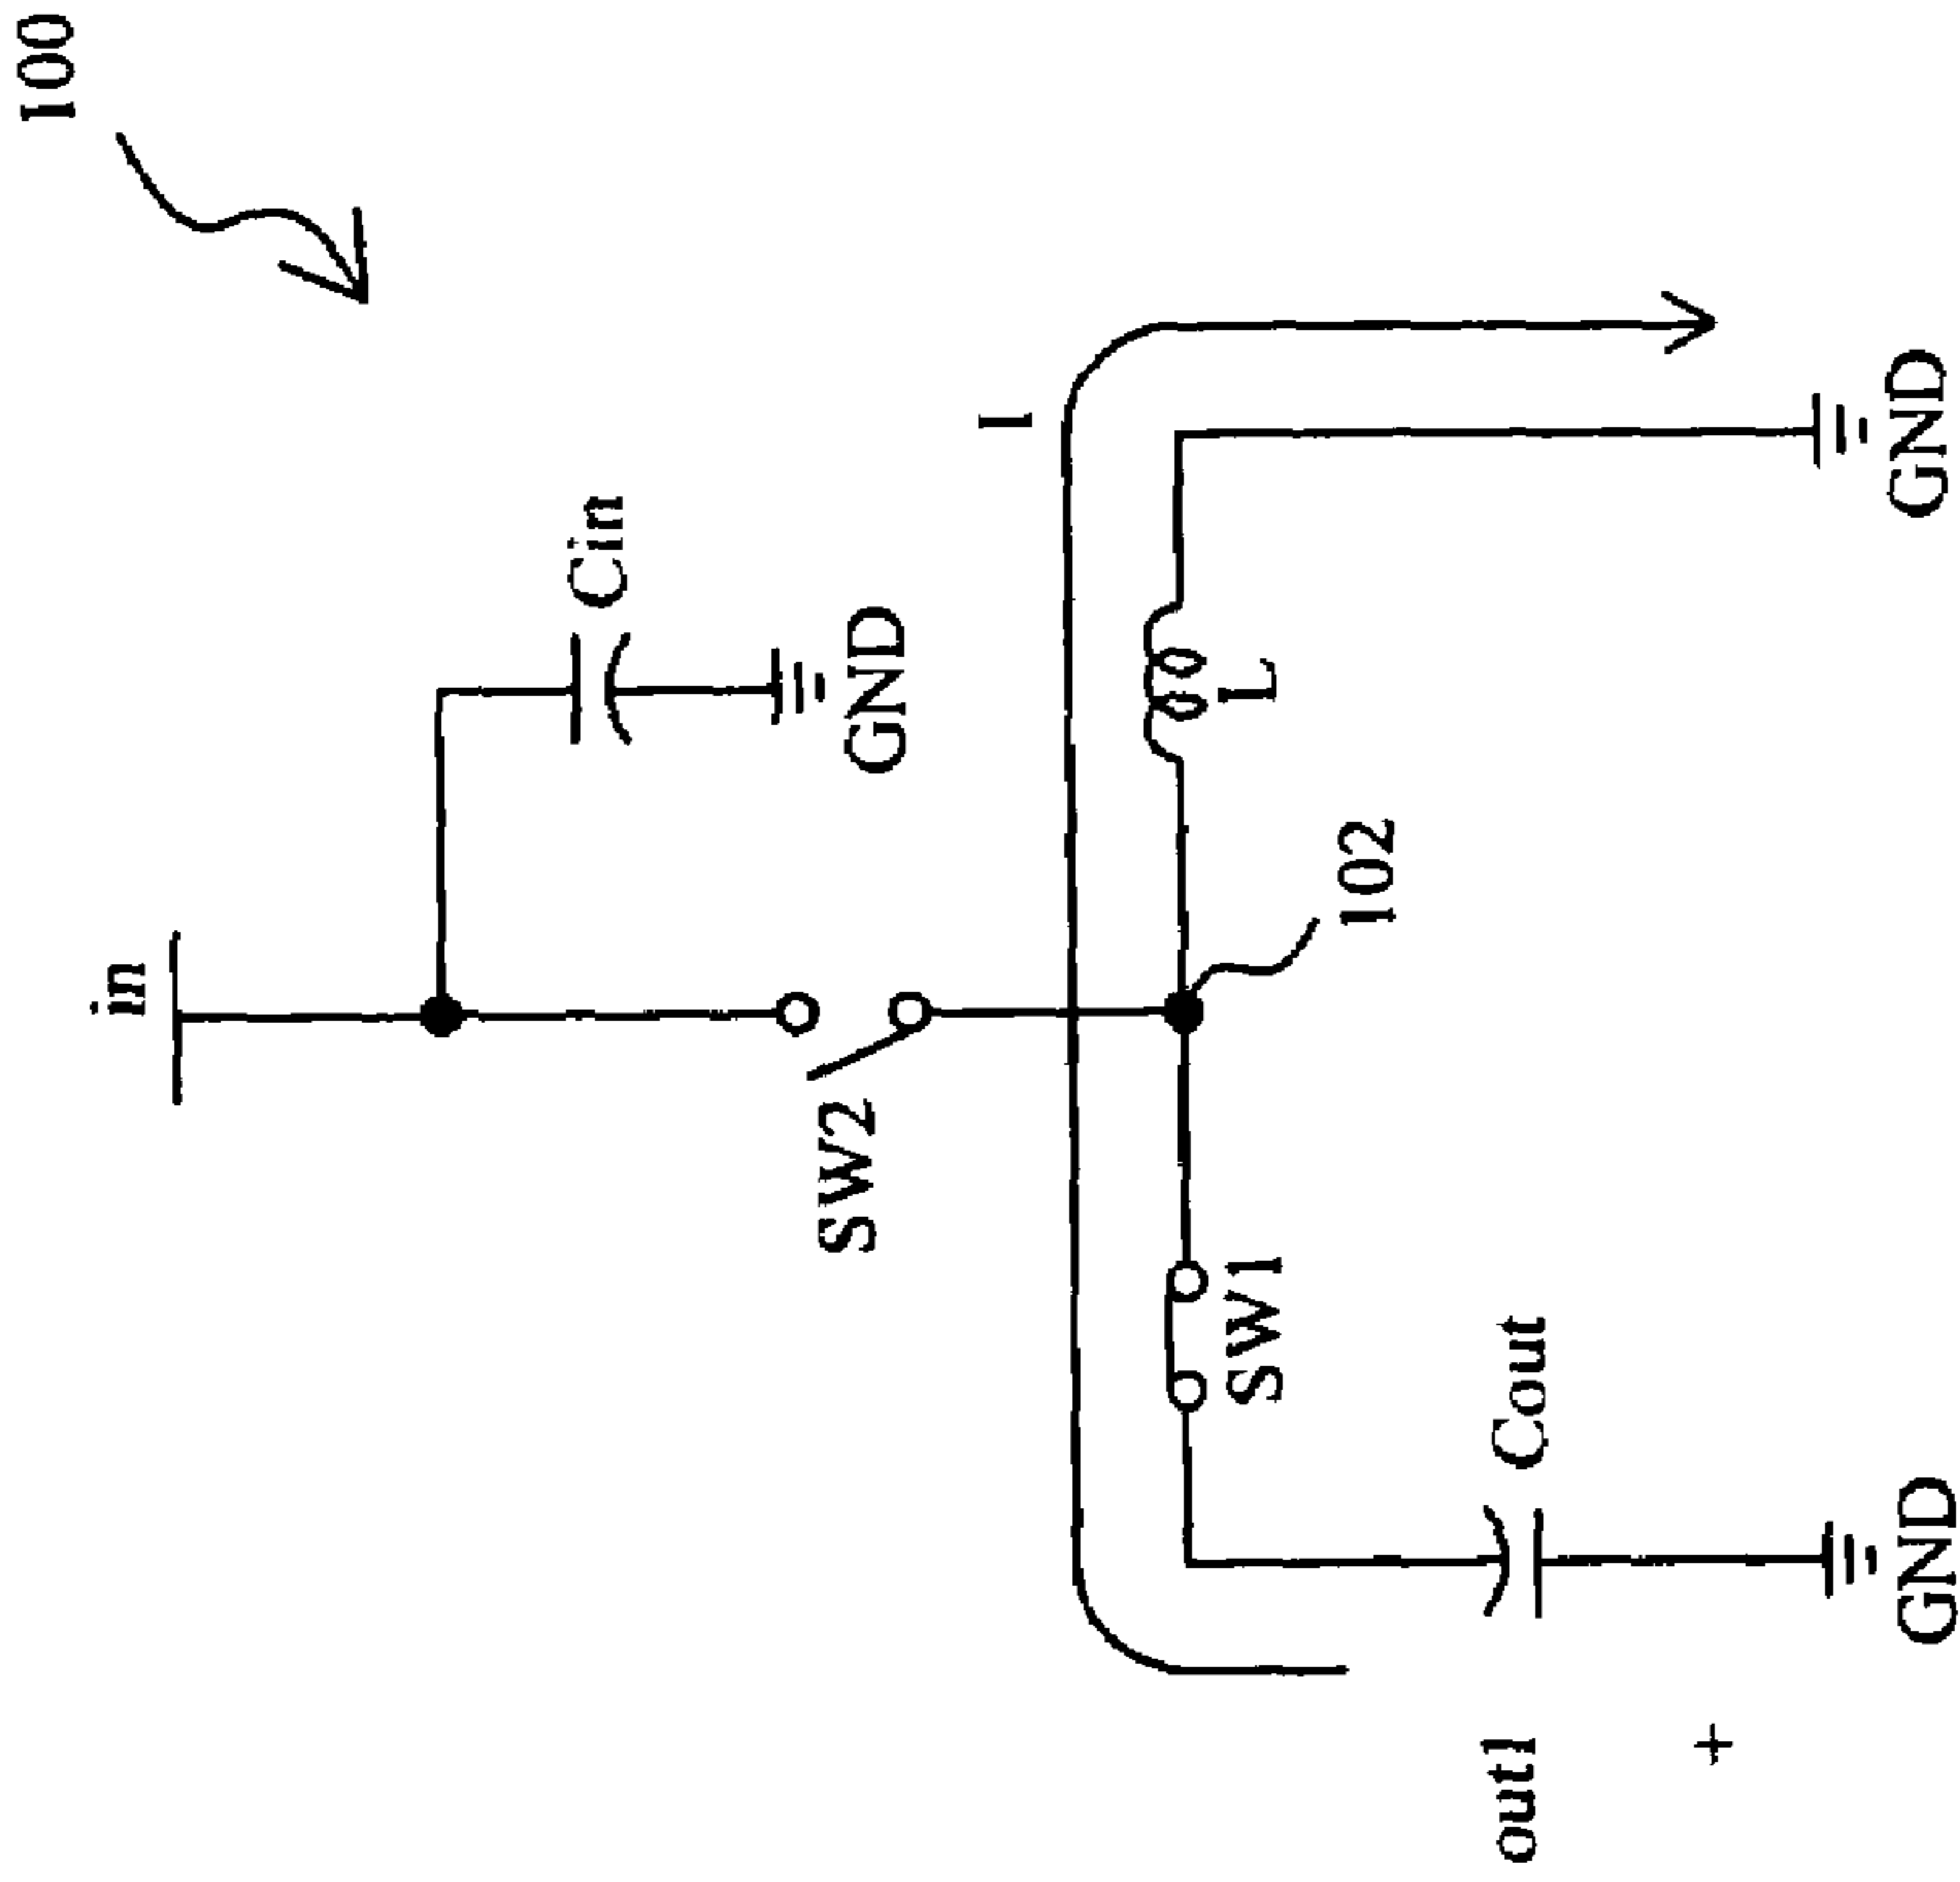 100
in
Cin
GND
SW2
I
L
102
SW1
Cout
GND
GND
out1
+